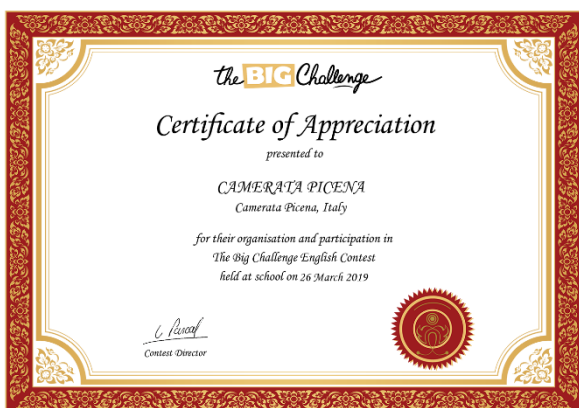 the BIG Challenge
Certificate of Appreciation
presented to
CAMERATA PICENA
Camerata Picena, Italy
for their organisation and participation in
The Big Challenge English Contest
held at school on 26 March 2019
Contest Director